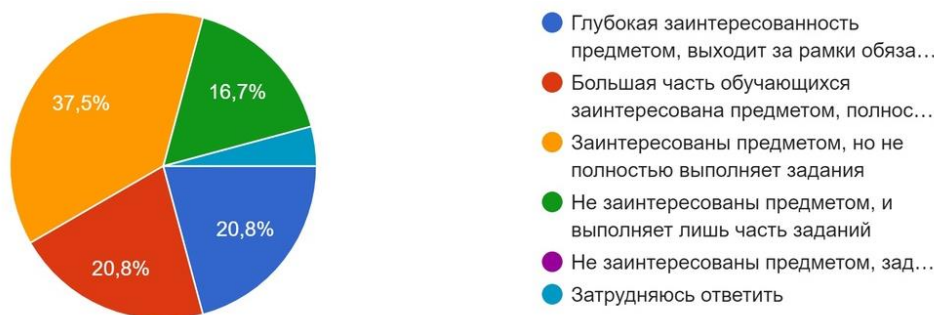 37,5%
16,7%
20,8%
20,8%
Глубокая заинтересованность
предметом, выходит за рамки обяза…
Большая часть обучающихся
заинтересована предметом, полнос…
Заинтересованы предметом, но не
полностью выполняет задания
Не заинтересованы предметом, и
выполняет лишь часть заданий
Не заинтересованы предметом, зад…
Затрудняюсь ответить